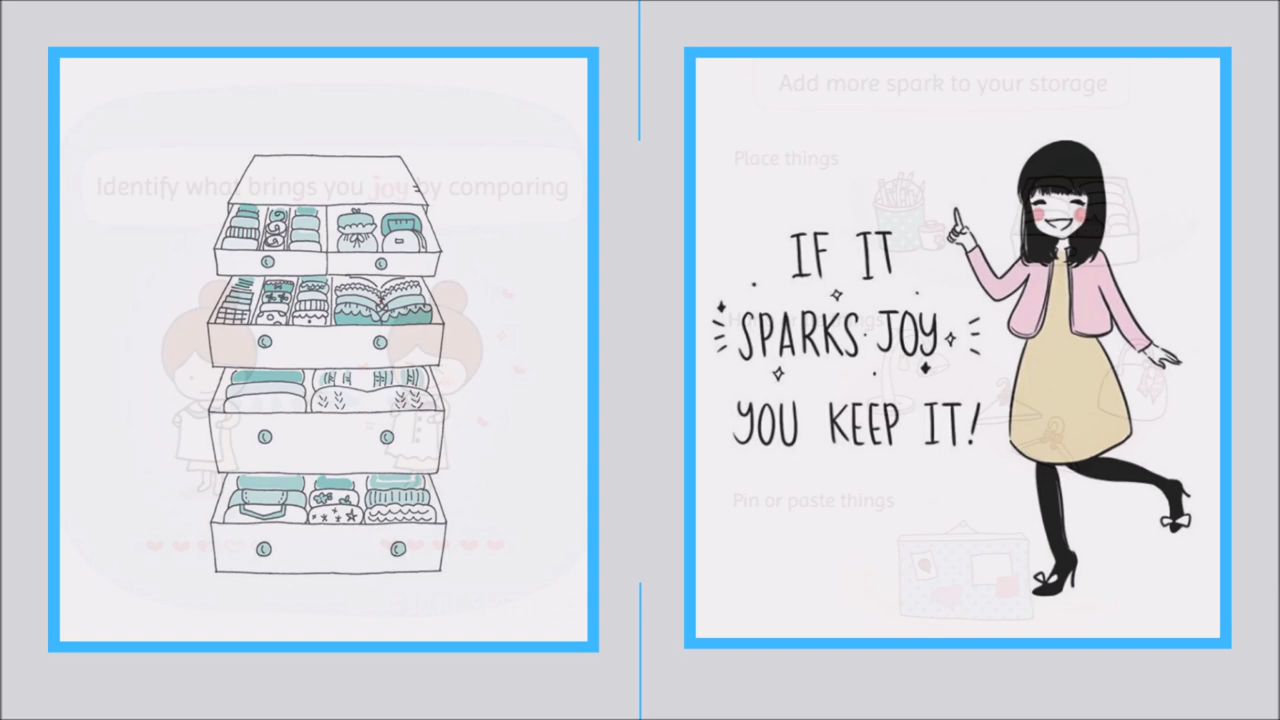 Identify what brings you joy by comparing
Add more spark to your storage
Place things
IF IT
SPARKS JOY
YOU KEEP IT!
Pin or paste things